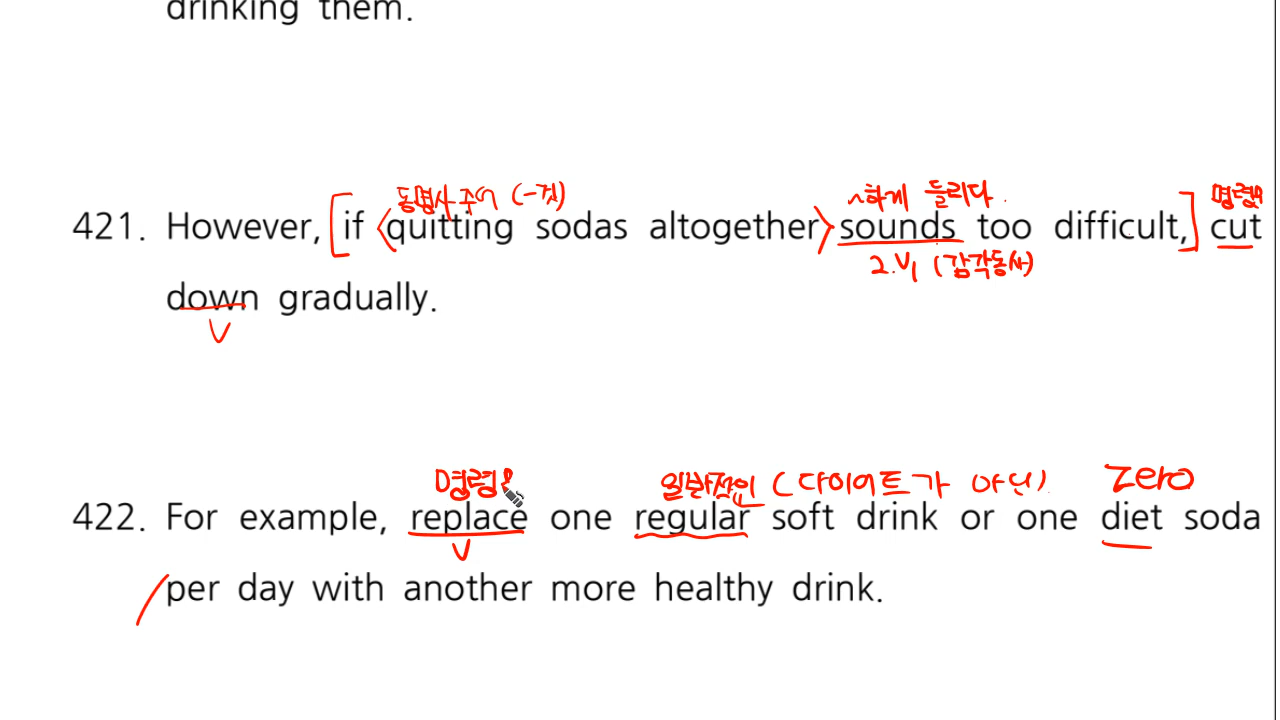 drinking them.
동명사 주어 (~것) ~하게 들리다. 명령문
421. However, [if <quitting sodas altogether> sounds too difficult,] cut
2.V (감각동사)
down gradually.
V
명령문 일반적인 (다이어트가 아닌) zero
422. For example, replace one regular soft drink or one diet soda
V
/per day with another more healthy drink.